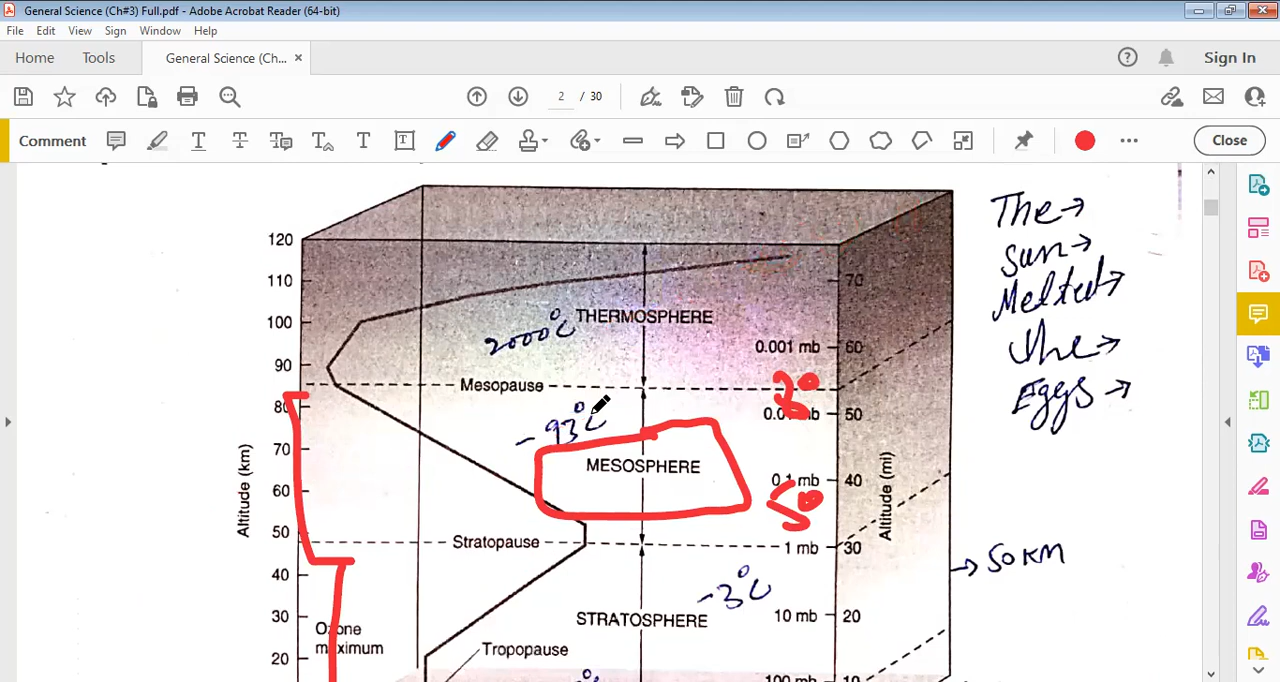 General Science (Ch#3) Full.pdf - Adobe Acrobat Reader (64-bit)
File Edit View Sign Window Help
Home Tools General Science (Ch... × Sign In
2 / 30
Comment Close
The →
Sun →
Melted →
the →
Eggs →
120
110 70
100 2000°C THERMOSPHERE
0.001 mb 60
90
Mesopause
80 50
-93°C
70
MESOSPHERE
Altitude (km) 60 40 Altitude (mi)
50
50 Stratopause 1 mb 30
→ 50 KM
40
-3°C
30 STRATOSPHERE 10 mb 20
Ozone
maximum
Tropopause
20
100 mb 10